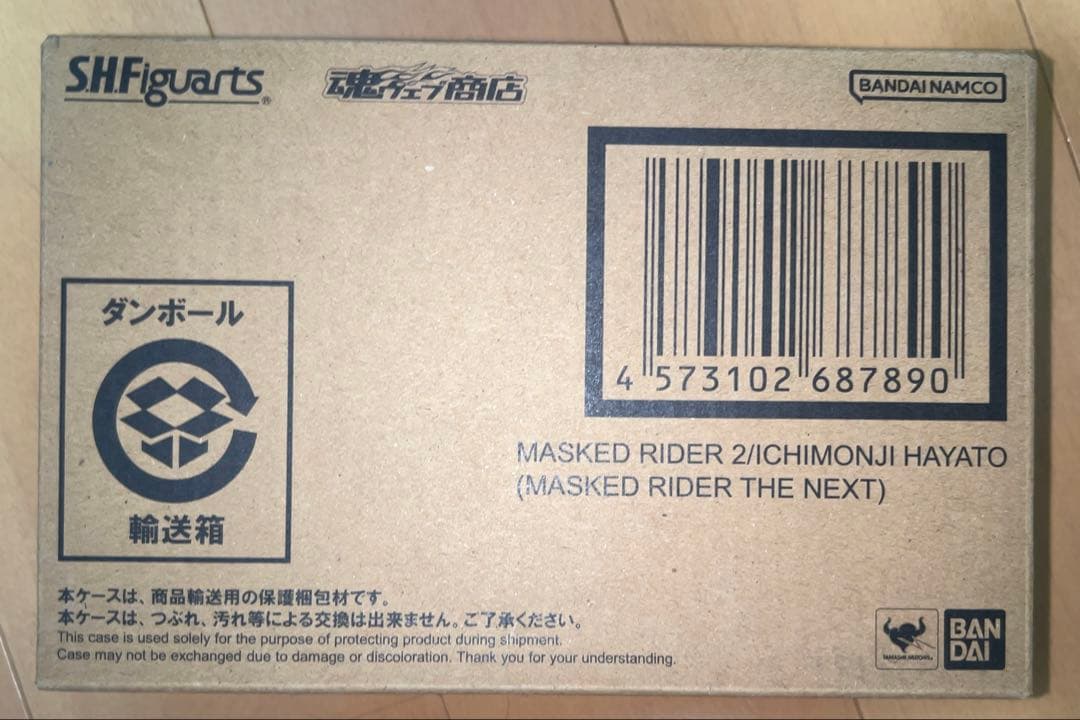 S.H.Figuarts®
魂ウェブ商店
BANDAI NAMCO
4 573102 687890
MASKED RIDER 2/ICHIMONJI HAYATO
(MASKED RIDER THE NEXT)
ダンボール
輸送箱
本ケースは、商品輸送用の保護梱包材です。
本ケースは、つぶれ、汚れ等による交換は出来ません。ご了承ください。
This case is used solely for the purpose of protecting product during shipment.
Case may not be exchanged due to damage or discoloration. Thank you for your understanding.
TAMASHII NATIONS
BAN
DAI